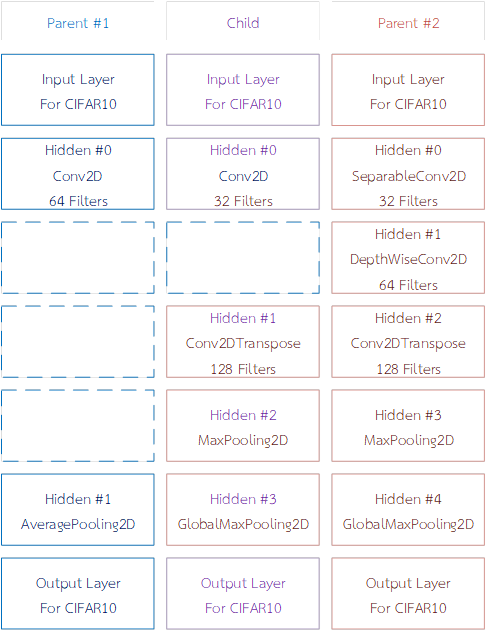 Parent #1
Child
Parent #2
Input Layer
For CIFAR10
Input Layer
For CIFAR10
Input Layer
For CIFAR10
Hidden #0
Conv2D
64 Filters
Hidden #0
Conv2D
32 Filters
Hidden #0
SeparableConv2D
32 Filters
Hidden #1
DepthWiseConv2D
64 Filters
Hidden #1
Conv2DTranspose
128 Filters
Hidden #2
Conv2DTranspose
128 Filters
Hidden #2
MaxPooling2D
Hidden #3
MaxPooling2D
Hidden #1
AveragePooling2D
Hidden #3
GlobalMaxPooling2D
Hidden #4
GlobalMaxPooling2D
Output Layer
For CIFAR10
Output Layer
For CIFAR10
Output Layer
For CIFAR10